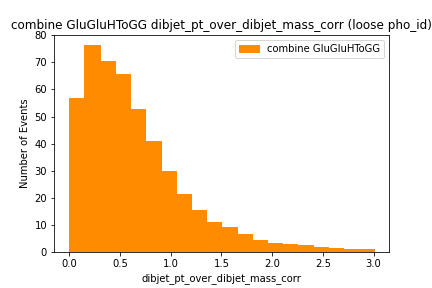 combine GluGluHToGG dibjet_pt_over_dibjet_mass_corr (loose pho_id)
80
70
60
50
40
30
20
10
0
Number of Events
combine GluGluHToGG
0.0 0.5 1.0 1.5 2.0 2.5 3.0
dibjet_pt_over_dibjet_mass_corr